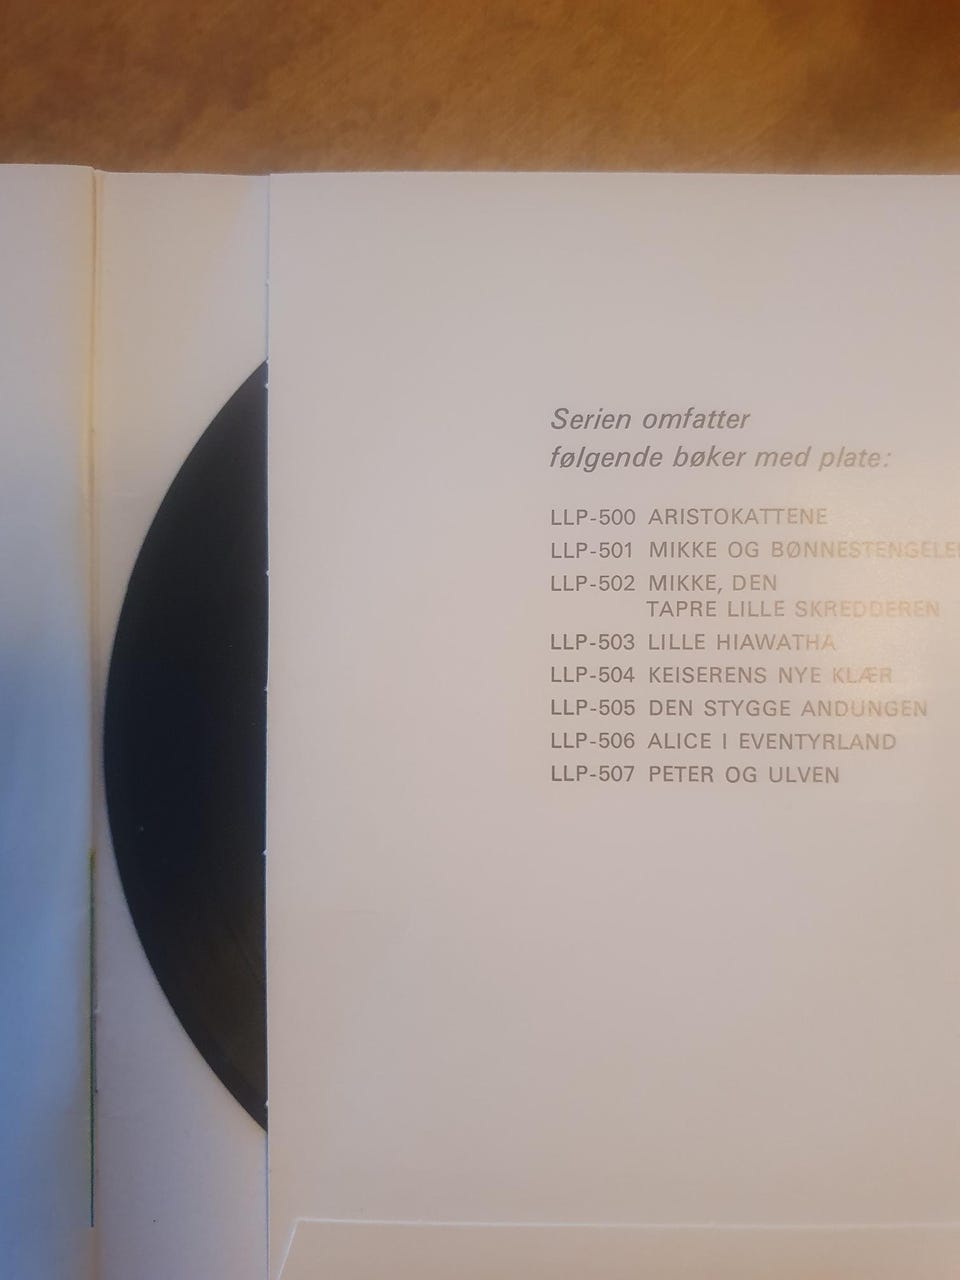 Serien omfatter
følgende bøker med plate:
LLP-500 ARISTOKATTENE
LLP-501 MIKKE OG
LLP-502 MIKKE, DEN
TAPRE LILLE SKREDDEREN
LLP-503 LILLE HIAWATHA
LLP-504 KEISERENS NYE KLÆR
LLP-505 DEN STYGGE ANDUNGEN
LLP-506 ALICE I EVENTYRLAND
LLP-507 PETER OG ULVEN